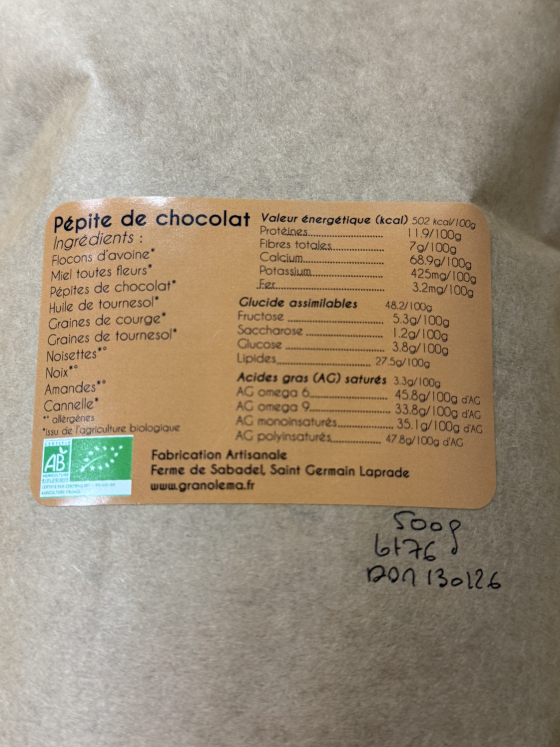 Pépite de chocolat
Ingrédients :
Flocons d'avoine*
Miel toutes fleurs*
Pépites de chocolat*
Huile de tournesol*
Graines de courge*
Graines de tournesol*
Noisettes*°
Noix*°
Amandes*°
Cannelle*
*° allergènes
*issu de l'agriculture biologique
AB
Valeur énergétique (kcal) 502 kcal/100g
Protéines 11.9/100g
Fibres totales 7g/100g
Calcium 68.9g/100g
Potassium 425mg/100g
Fer 3.2mg/100g
Glucide assimilables 48.2/100g
Fructose 5.3g/100g
Saccharose 1.2g/100g
Glucose 3.8g/100g
Lipides 27.5g/100g
Acides gras (AG) saturés 3.3g/100g
AG omega 6 45.8g/100g d'AG
AG omega 9 33.8g/100g d'AG
AG monoinsaturés 35.1g/100g d'AG
AG polyinsaturés 47.8g/100g d'AG
Fabrication Artisanale
Ferme de Sabadel, Saint Germain Laprade
www.granolema.fr
500g
6176
DDM 130126